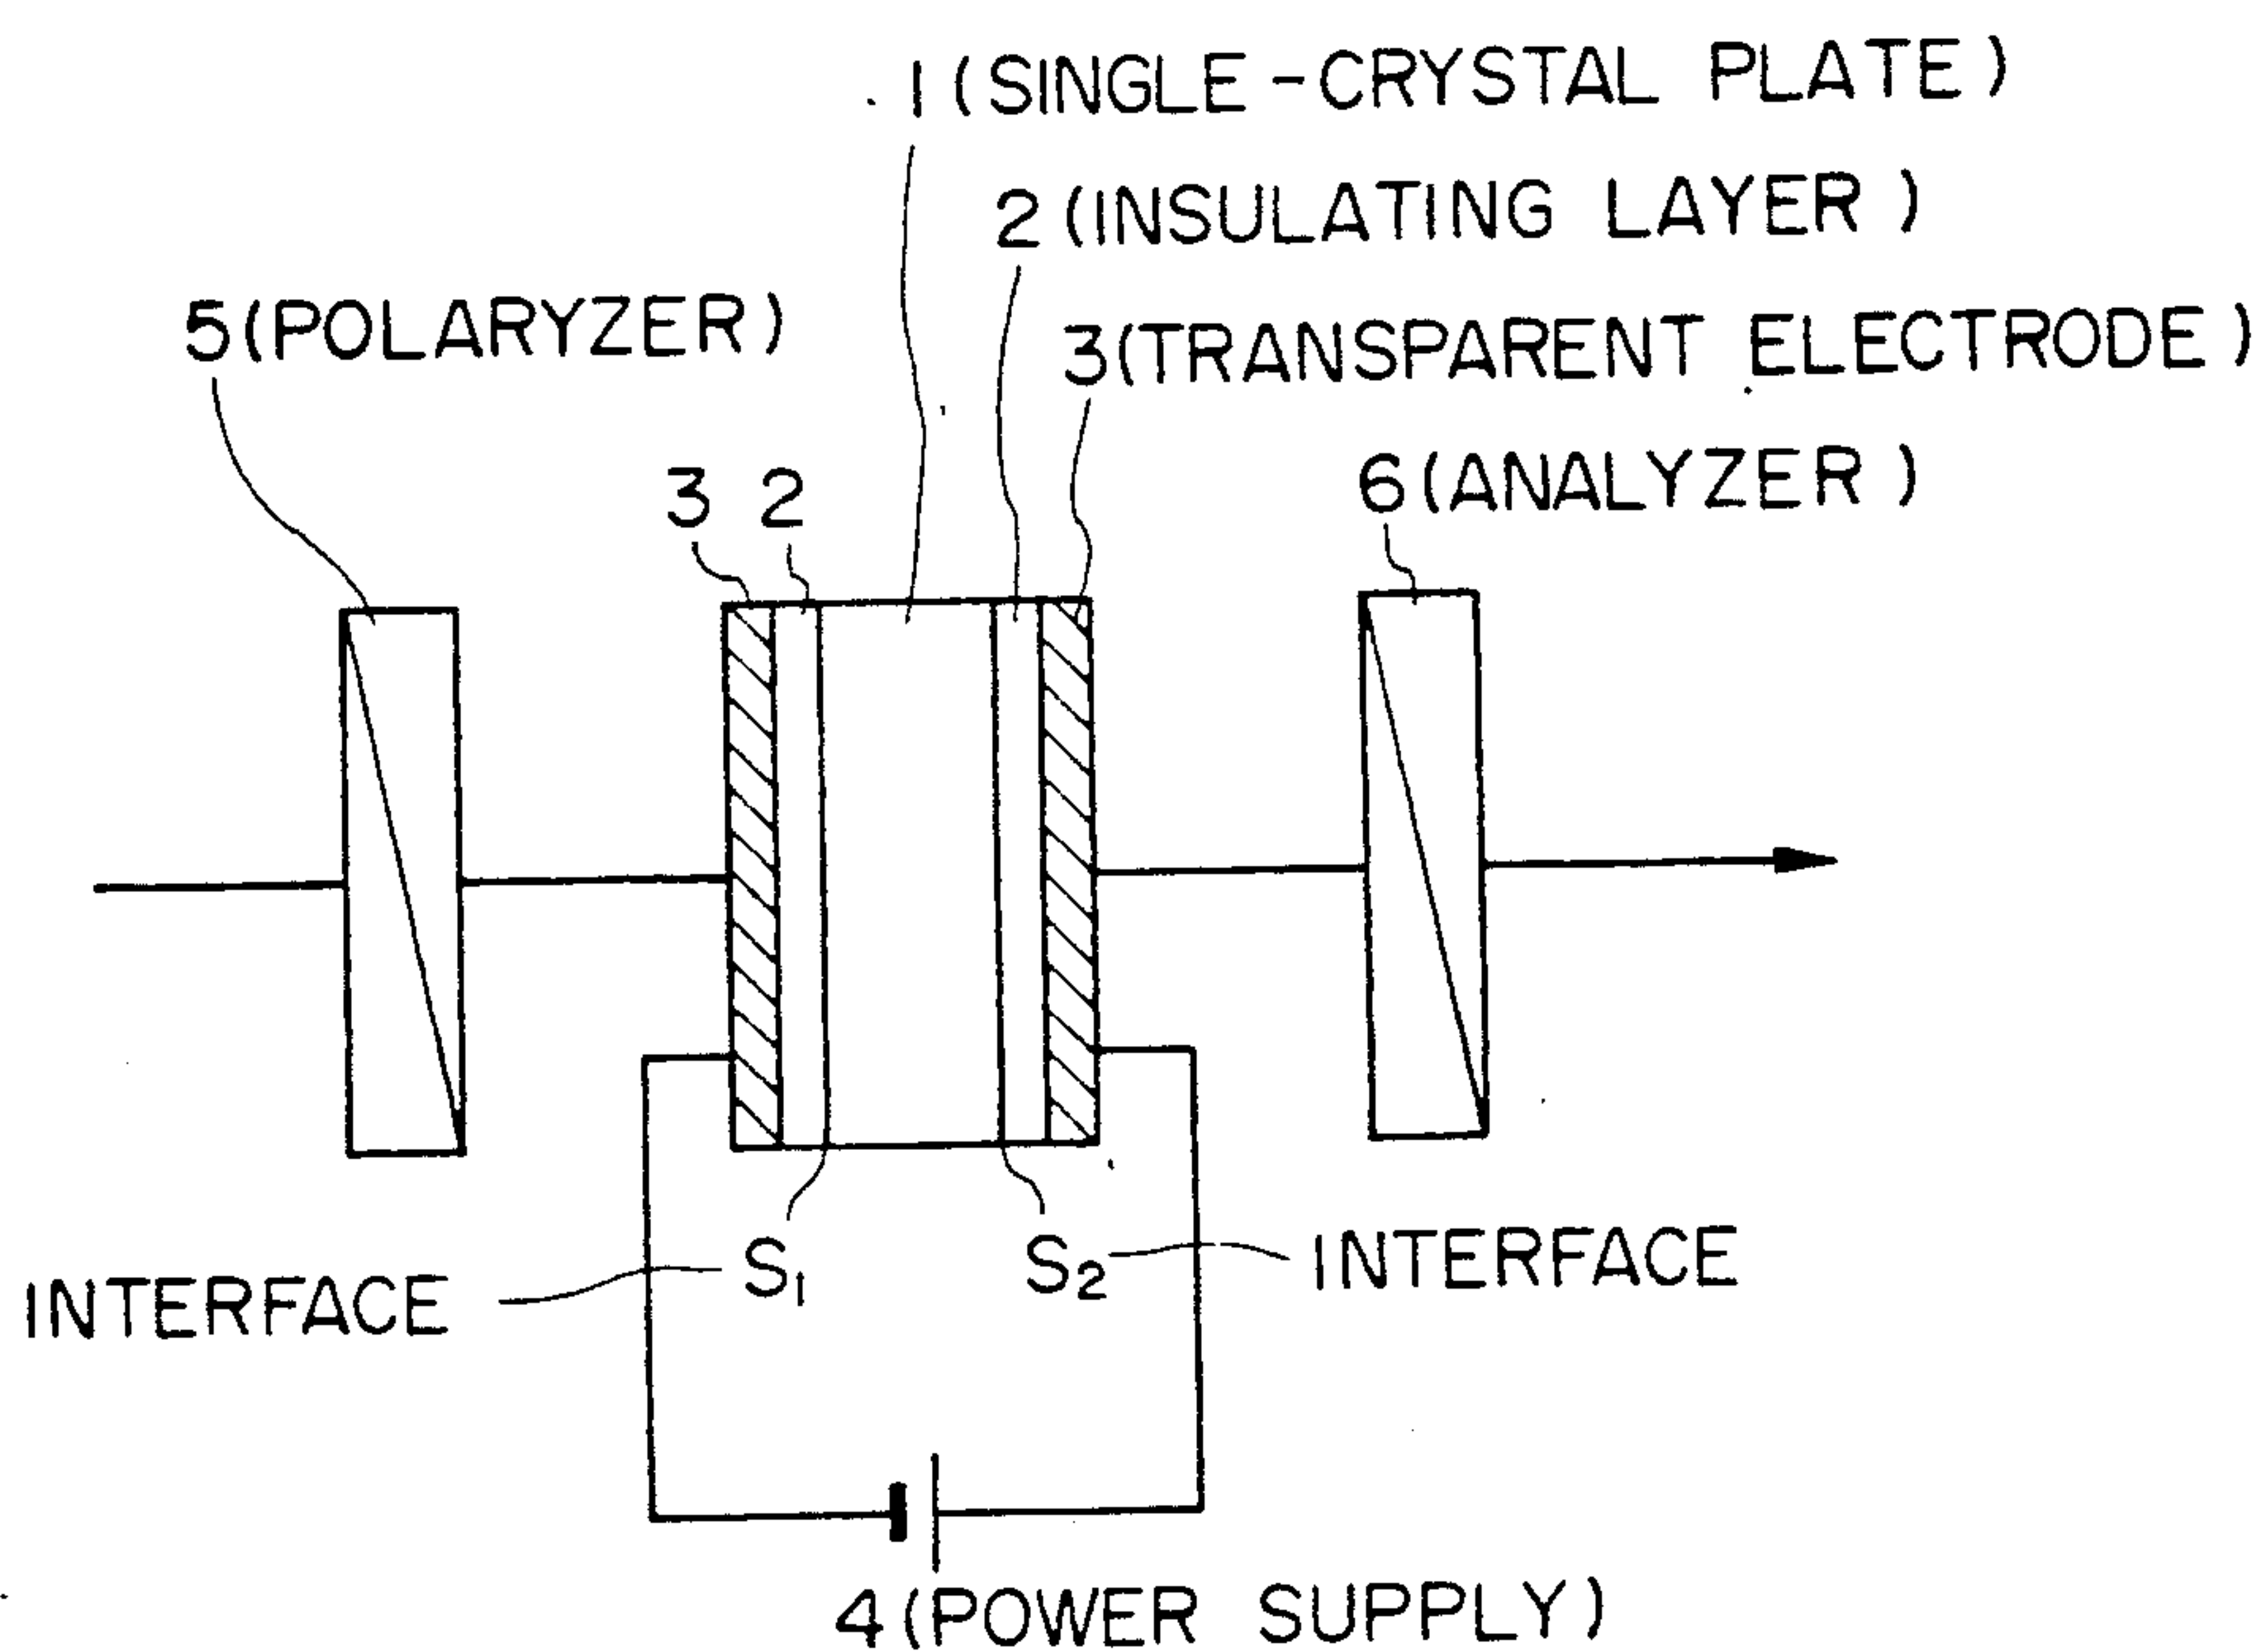 1 (SINGLE-CRYSTAL PLATE)
2 (INSULATING LAYER)
5 (POLARYZER)
3 (TRANSPARENT ELECTRODE)
3 2
6 (ANALYZER)
S1
S2
INTERFACE
INTERFACE
4 (POWER SUPPLY)